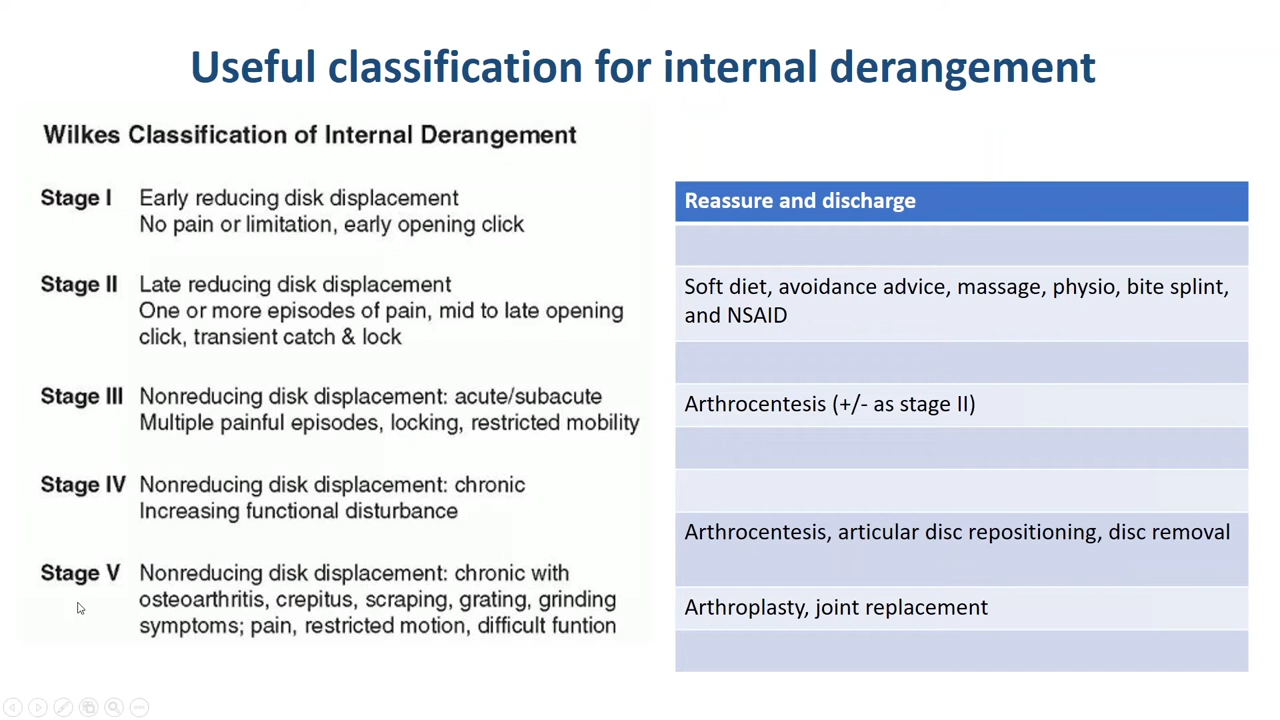 Useful classification for internal derangement
Wilkes Classification of Internal Derangement
Stage I Early reducing disk displacement
No pain or limitation, early opening click
Stage II Late reducing disk displacement
One or more episodes of pain, mid to late opening
click, transient catch & lock
Stage III Nonreducing disk displacement: acute/subacute
Multiple painful episodes, locking, restricted mobility
Stage IV Nonreducing disk displacement: chronic
Increasing functional disturbance
Stage V Nonreducing disk displacement: chronic with
osteoarthritis, crepitus, scraping, grating, grinding
symptoms; pain, restricted motion, difficult funtion
Reassure and discharge
Soft diet, avoidance advice, massage, physio, bite splint,
and NSAID
Arthrocentesis (+/- as stage II)
Arthrocentesis, articular disc repositioning, disc removal
Arthroplasty, joint replacement